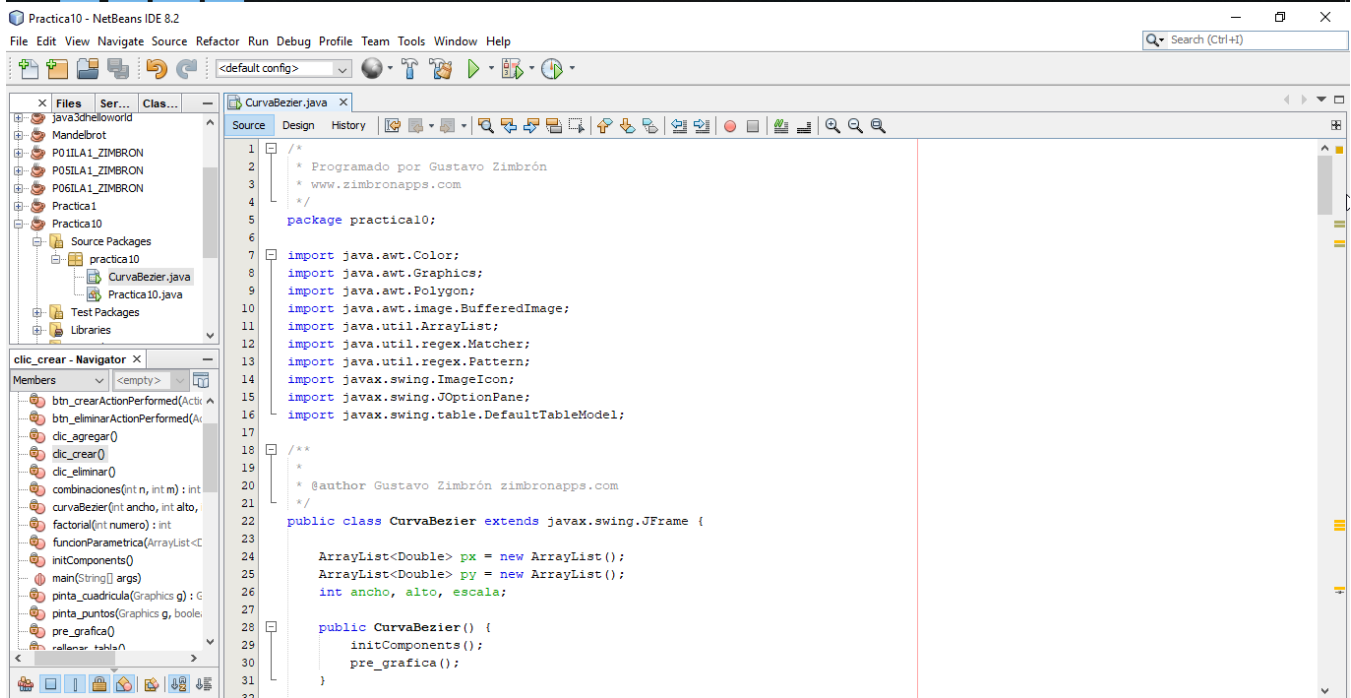 Practica10 - NetBeans IDE 8.2
File Edit View Navigate Source Refactor Run Debug Profile Team Tools Window Help
Search (Ctrl+I)
<default config>
Files Ser... Clas...
java3dhelloworld
Mandelbrot
P01ILA1_ZIMBRON
P05ILA1_ZIMBRON
P06ILA1_ZIMBRON
Practica1
Practica10
Source Packages
practica10
CurvaBezier.java
Practica10.java
Test Packages
Libraries
clic_crear - Navigator
Members <empty>
btn_crearActionPerformed(Actic
btn_eliminarActionPerformed(Ac
clic_agregar()
clic_crear()
clic_eliminar()
combinaciones(int n, int m) : int
curvaBezier(int ancho, int alto,
factorial(int numero) : int
funcionParametrica(ArrayList<D
initComponents()
main(String[] args)
pinta_cuadricula(Graphics g) : G
pinta_puntos(Graphics g, boole
pre_grafica()
rellenar_tabla()
CurvaBezier.java
Source Design History
1 /*
2 * Programado por Gustavo Zimbrón
3 * www.zimbronapps.com
4 */
5 package practica10;
6
7 import java.awt.Color;
8 import java.awt.Graphics;
9 import java.awt.Polygon;
10 import java.awt.image.BufferedImage;
11 import java.util.ArrayList;
12 import java.util.regex.Matcher;
13 import java.util.regex.Pattern;
14 import javax.swing.ImageIcon;
15 import javax.swing.JOptionPane;
16 import javax.swing.table.DefaultTableModel;
17
18 /**
19 *
20 * @author Gustavo Zimbrón zimbronapps.com
21 */
22 public class CurvaBezier extends javax.swing.JFrame {
23
24 ArrayList<Double> px = new ArrayList();
25 ArrayList<Double> py = new ArrayList();
26 int ancho, alto, escala;
27
28 public CurvaBezier() {
29 initComponents();
30 pre_grafica();
31 }
32